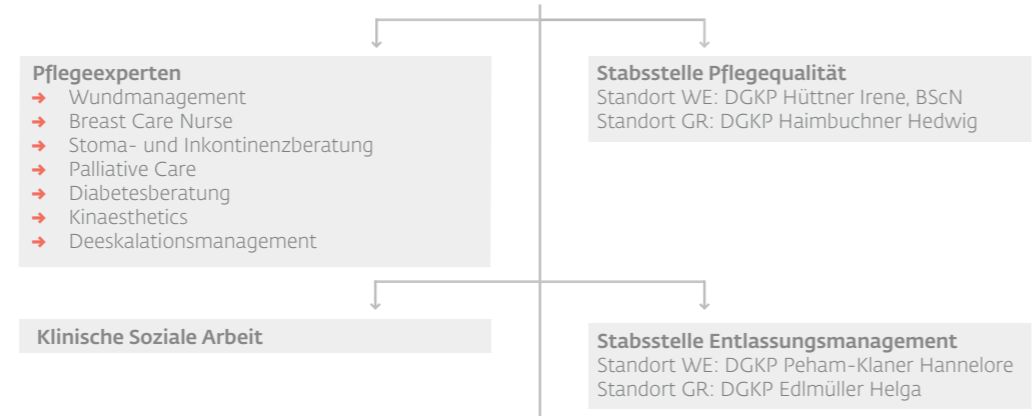 Pflegeexperten
➔ Wundmanagement
➔ Breast Care Nurse
➔ Stoma- und Inkontinenzberatung
➔ Palliative Care
➔ Diabetesberatung
➔ Kinaesthetics
➔ Deeskalationsmanagement
Stabsstelle Pflegequalität
Standort WE: DGKP Hüttner Irene, BScN
Standort GR: DGKP Haimbuchner Hedwig
Klinische Soziale Arbeit
Stabsstelle Entlassungsmanagement
Standort WE: DGKP Peham-Klaner Hannelore
Standort GR: DGKP Edlmüller Helga